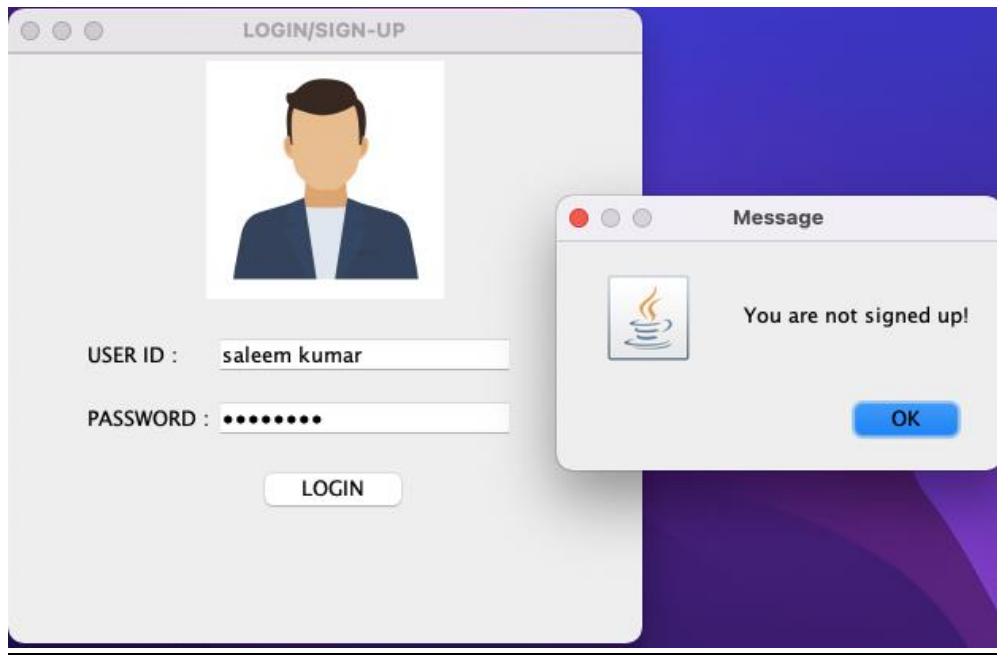 LOGIN/SIGN-UP
Message
You are not signed up!
USER ID : saleem kumar
PASSWORD : ●●●●●●●●
OK
LOGIN